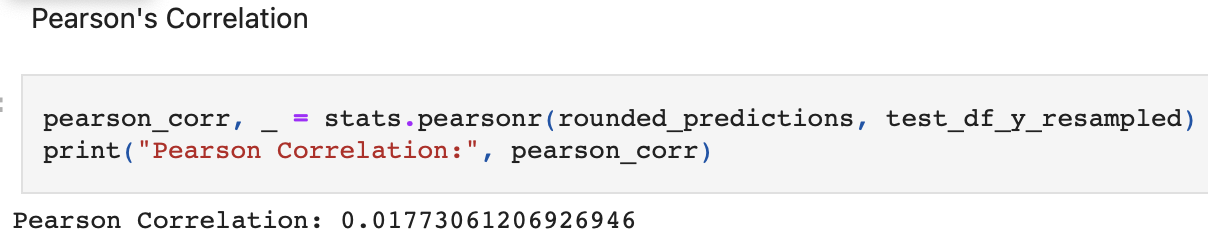 Pearson's Correlation
:
pearson_corr, _ = stats.pearsonr(rounded_predictions, test_df_y_resampled)
print("Pearson Correlation:", pearson_corr)
Pearson Correlation: 0.01773061206926946